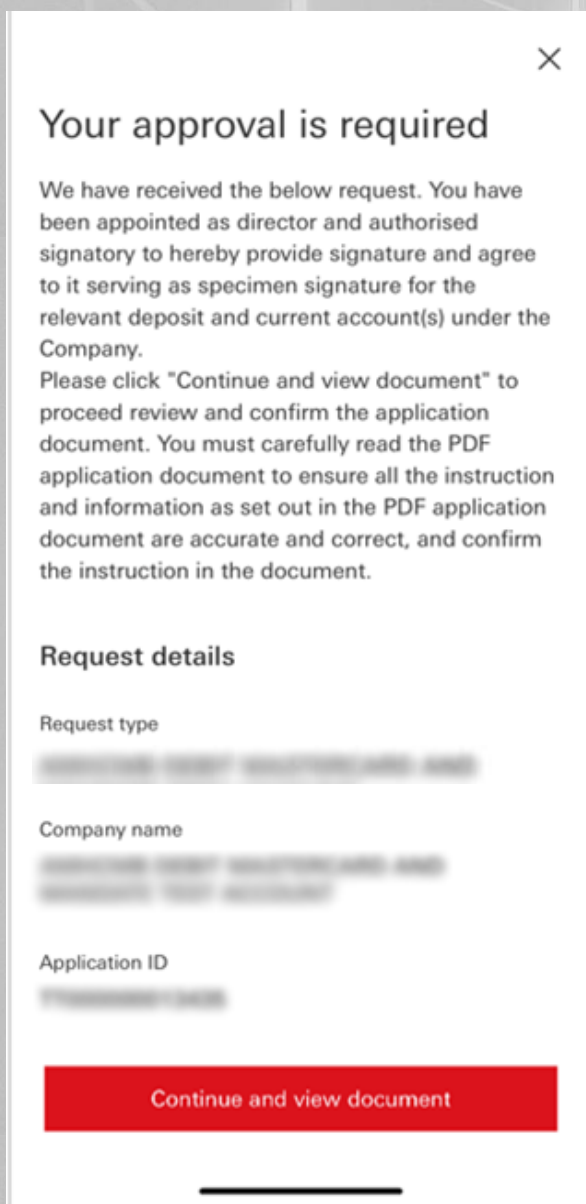 Your approval is required
We have received the below request. You have
been appointed as director and authorised
signatory to hereby provide signature and agree
to it serving as specimen signature for the
relevant deposit and current account(s) under the
Company.
Please click "Continue and view document" to
proceed review and confirm the application
document. You must carefully read the PDF
application document to ensure all the instruction
and information as set out in the PDF application
document are accurate and correct, and confirm
the instruction in the document.
Request details
Request type
Company name
Application ID
Continue and view document